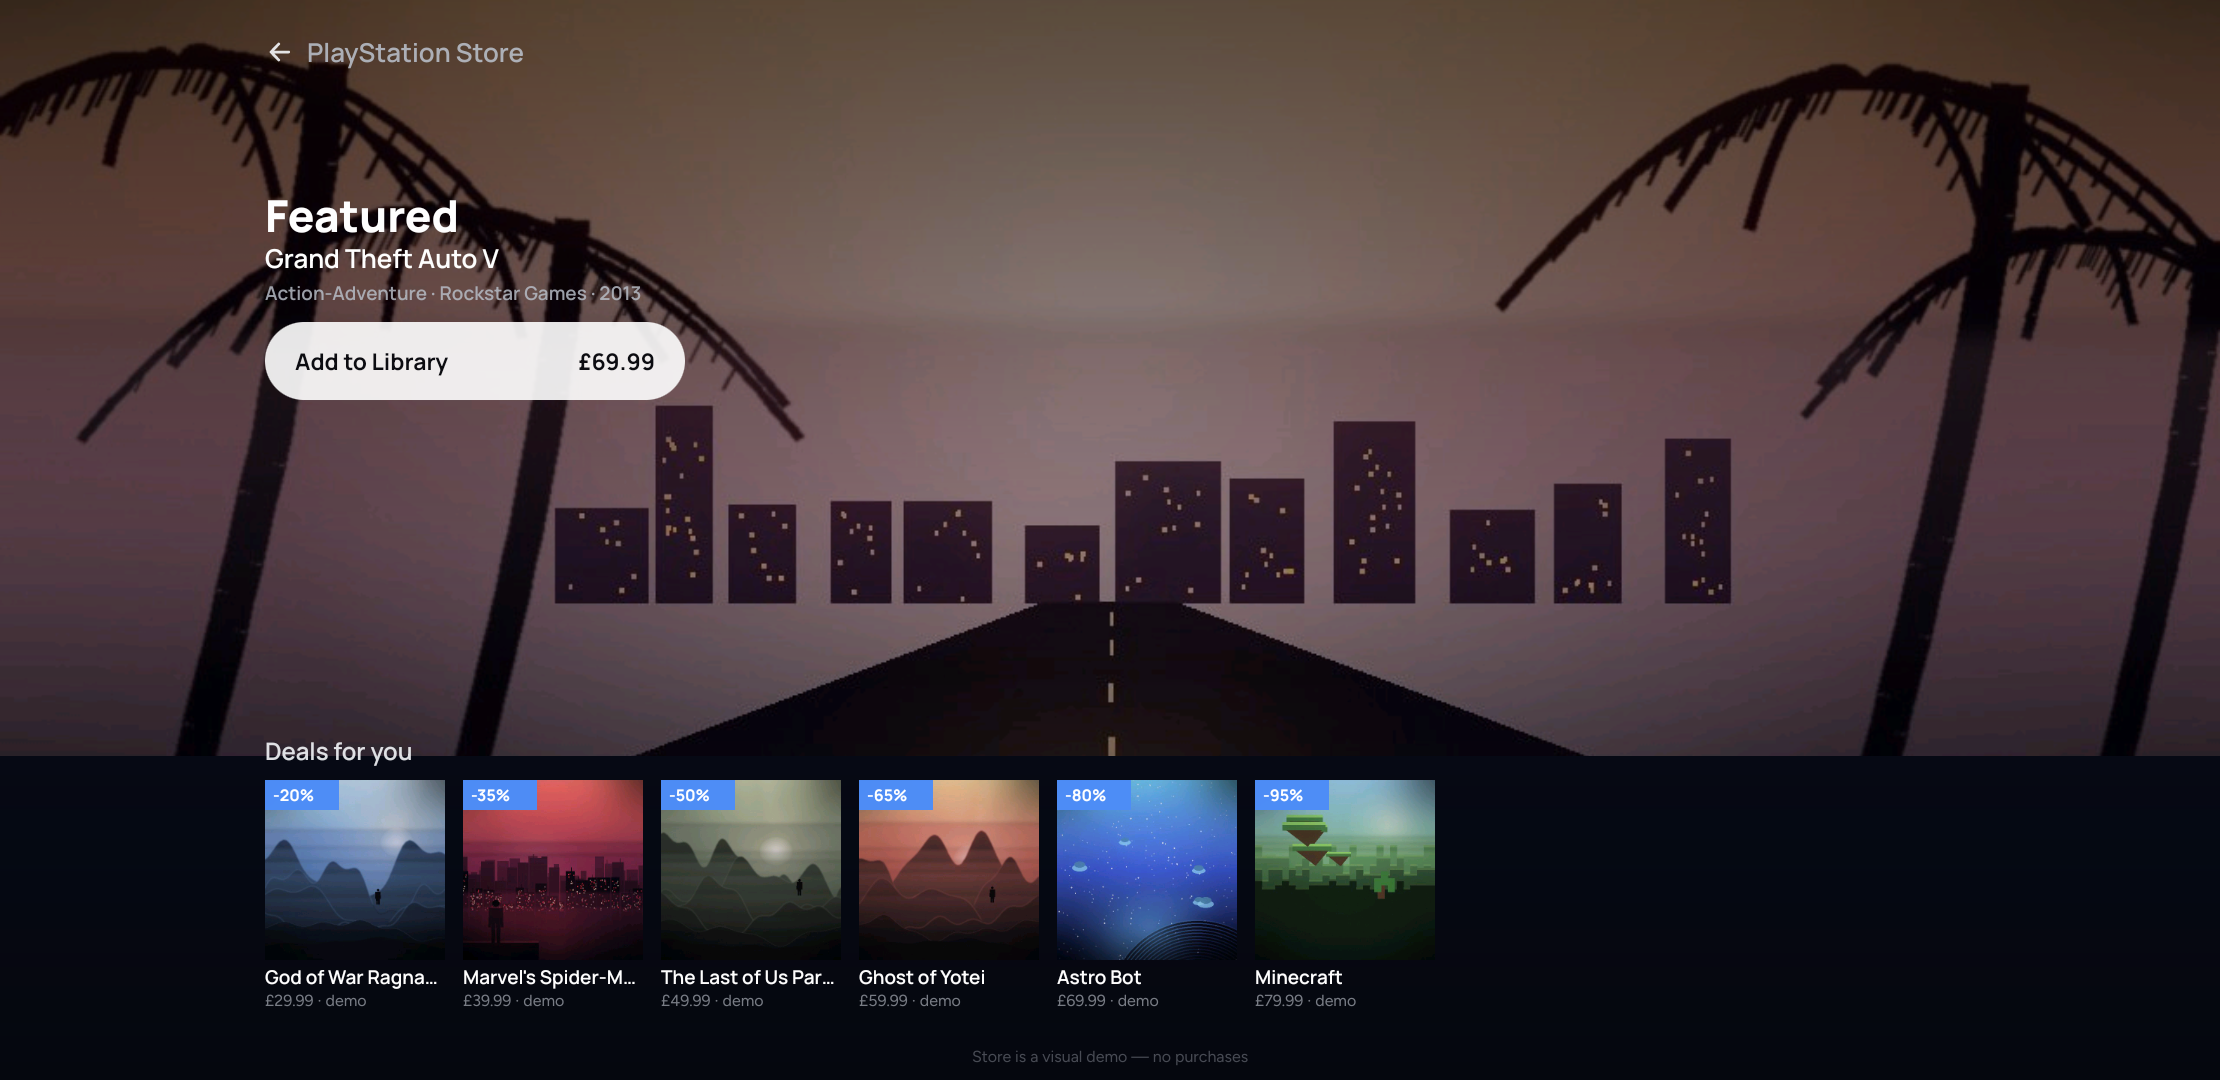 PlayStation Store
Featured
Grand Theft Auto V
Action-Adventure · Rockstar Games · 2013
Add to Library £69.99
Deals for you
-20% -35% -50% -65% -80% -95%
God of War Ragna... Marvel's Spider-M... The Last of Us Par... Ghost of Yotei Astro Bot Minecraft
£29.99 · demo £39.99 · demo £49.99 · demo £59.99 · demo £69.99 · demo £79.99 · demo
Store is a visual demo — no purchases